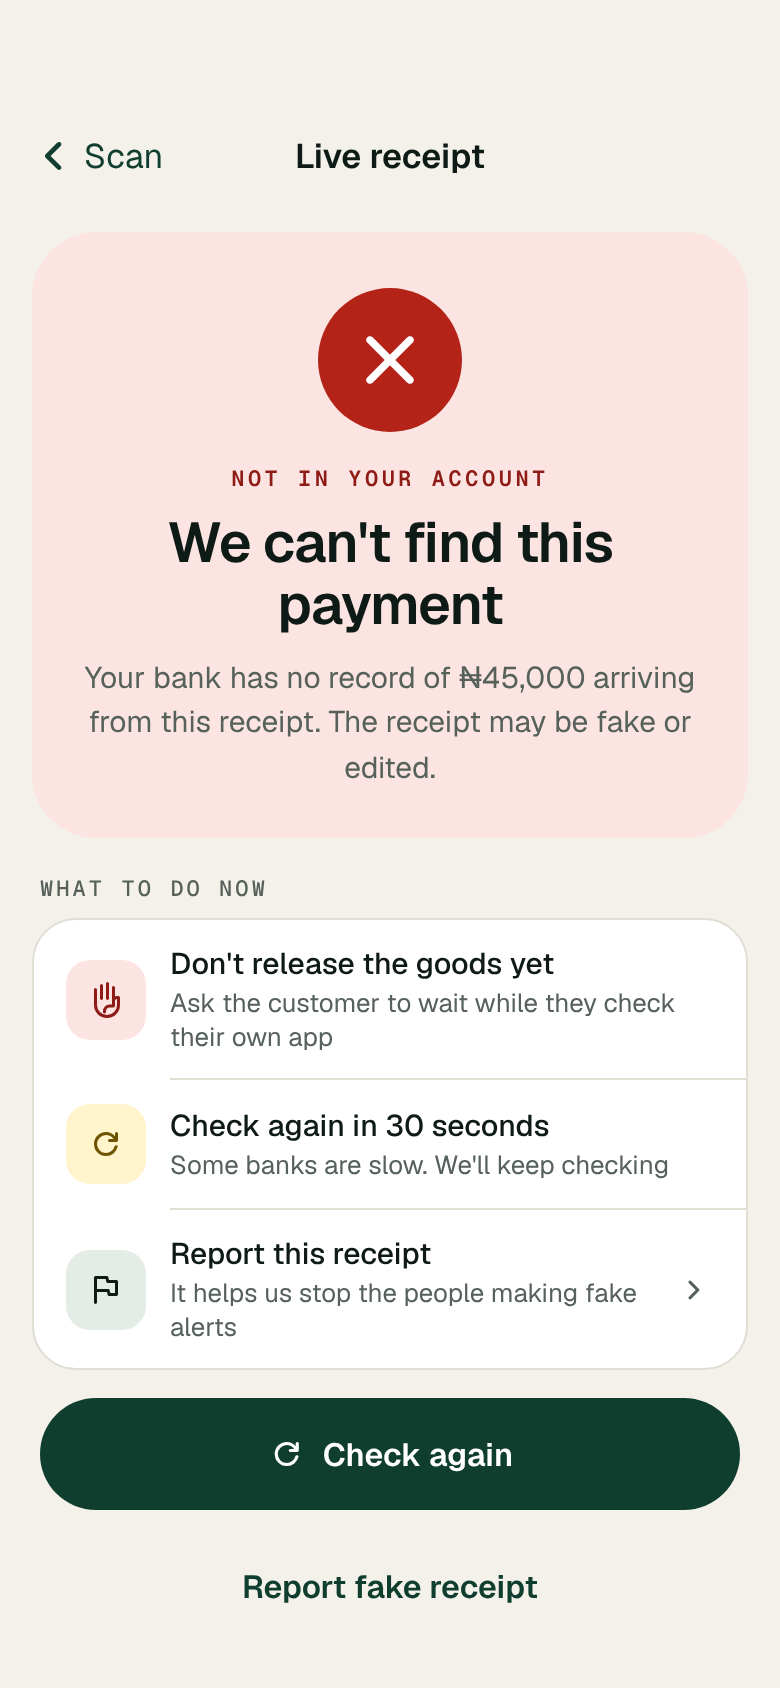 Scan
Live receipt
NOT IN YOUR ACCOUNT
We can't find this
payment
Your bank has no record of ₦45,000 arriving
from this receipt. The receipt may be fake or
edited.
WHAT TO DO NOW
Don't release the goods yet
Ask the customer to wait while they check
their own app
Check again in 30 seconds
Some banks are slow. We'll keep checking
Report this receipt
It helps us stop the people making fake
alerts
Check again
Report fake receipt